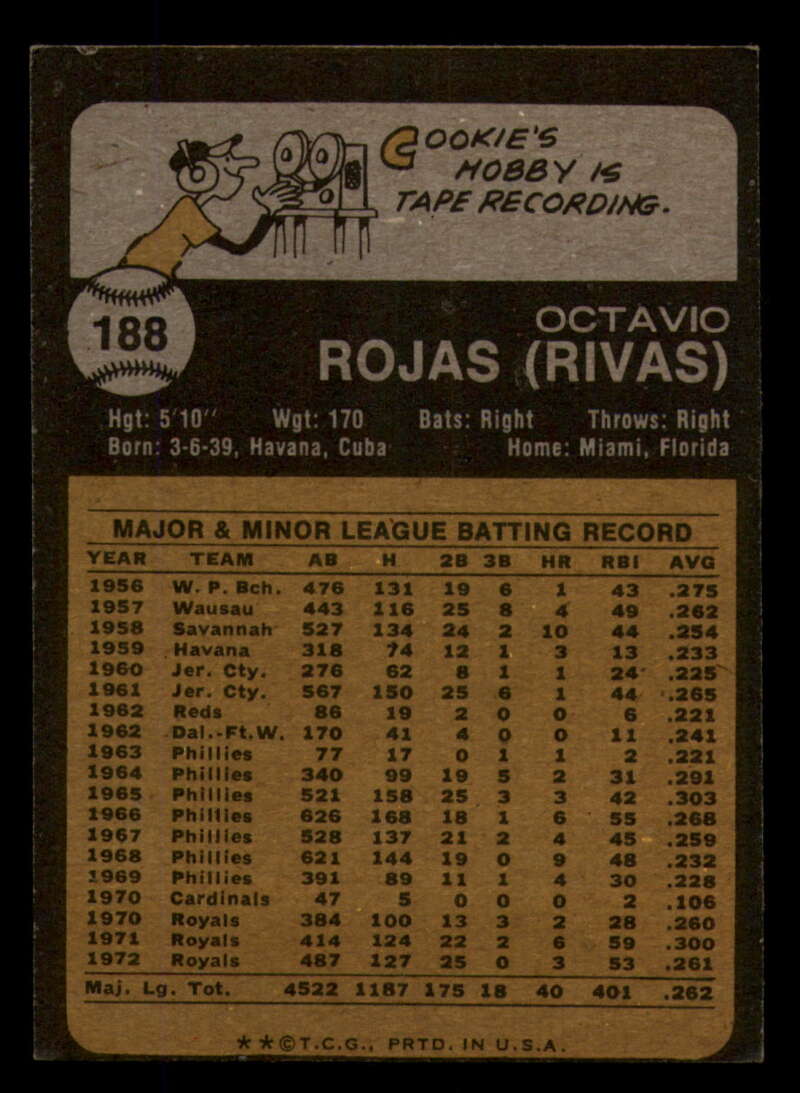 COOKIE'S
HOBBY IS
TAPE RECORDING.
188
OCTAVIO
ROJAS (RIVAS)
Hgt: 5'10" Wgt: 170 Bats: Right Throws: Right
Born: 3-6-39, Havana, Cuba Home: Miami, Florida
MAJOR & MINOR LEAGUE BATTING RECORD
YEAR TEAM AB H 2B 3B HR RBI AVG
1956 W. P. Bch. 476 131 19 6 1 43 .275
1957 Wausau 443 116 25 8 4 49 .262
1958 Savannah 527 134 24 2 10 44 .254
1959 Havana 318 74 12 1 3 13 .233
1960 Jer. Cty. 276 62 8 1 1 24 .225
1961 Jer. Cty. 567 150 25 6 1 44 .265
1962 Reds 86 19 2 0 0 6 .221
1962 Dal.-Ft.W. 170 41 4 0 0 11 .241
1963 Phillies 77 17 0 1 1 2 .221
1964 Phillies 340 99 19 5 2 31 .291
1965 Phillies 521 158 25 3 3 42 .303
1966 Phillies 626 168 18 1 6 55 .268
1967 Phillies 528 137 21 2 4 45 .259
1968 Phillies 621 144 19 0 9 48 .232
1969 Phillies 391 89 11 1 4 30 .228
1970 Cardinals 47 5 0 0 0 2 .106
1970 Royals 384 100 13 3 2 28 .260
1971 Royals 414 124 22 2 6 59 .300
1972 Royals 487 127 25 0 3 53 .261
Maj. Lg. Tot. 4522 1187 175 18 40 401 .262
**©T.C.G., PRTD. IN U.S.A.